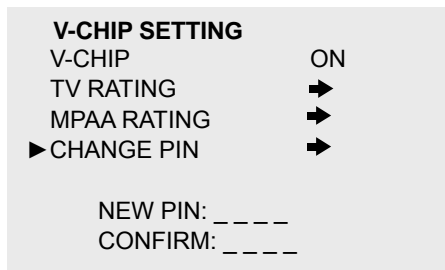 V-CHIP SETTING
V-CHIP ON
TV RATING
MPAA RATING
CHANGE PIN
NEW PIN: _ _ _ _
CONFIRM: _ _ _ _